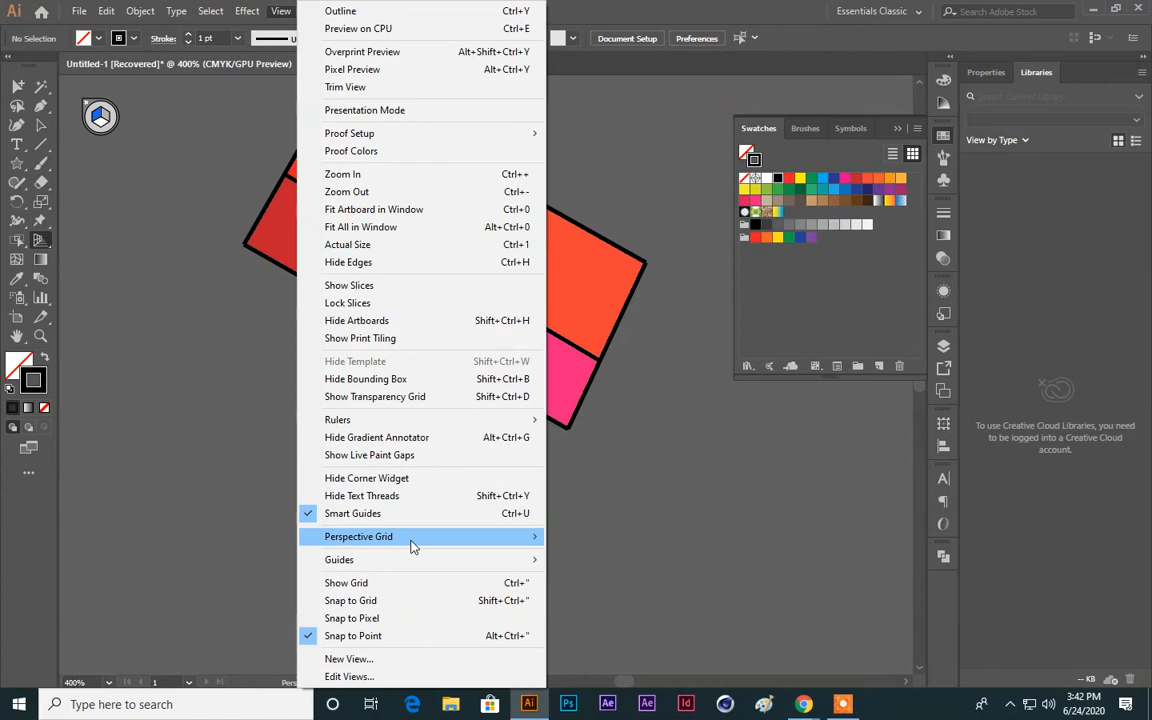 Ai File Edit Object Type Select Effect View Essentials Classic Search Adobe Stock
No Selection Stroke: 1 pt Document Setup Preferences
Untitled-1 [Recovered]* @ 400% (CMYK/GPU Preview)
Outline Ctrl+Y
Preview on CPU Ctrl+E
Overprint Preview Alt+Shift+Ctrl+Y
Pixel Preview Alt+Ctrl+Y
Trim View
Presentation Mode
Proof Setup
Proof Colors
Zoom In Ctrl++
Zoom Out Ctrl+-
Fit Artboard in Window Ctrl+0
Fit All in Window Alt+Ctrl+0
Actual Size Ctrl+1
Hide Edges Ctrl+H
Show Slices
Lock Slices
Hide Artboards Shift+Ctrl+H
Show Print Tiling
Hide Template Shift+Ctrl+W
Hide Bounding Box Shift+Ctrl+B
Show Transparency Grid Shift+Ctrl+D
Rulers
Hide Gradient Annotator Alt+Ctrl+G
Show Live Paint Gaps
Hide Corner Widget
Hide Text Threads Shift+Ctrl+Y
Smart Guides Ctrl+U
Perspective Grid
Guides
Show Grid Ctrl+"
Snap to Grid Shift+Ctrl+"
Snap to Pixel
Snap to Point Alt+Ctrl+"
New View...
Edit Views...
Swatches Brushes Symbols
Properties Libraries
Search Current Library
View by Type
To use Creative Cloud Libraries, you need
to be logged into a Creative Cloud
account.
-- KB
400% 1
Type here to search
Ai Ps Ae Ae Id
3:42 PM
6/24/2020